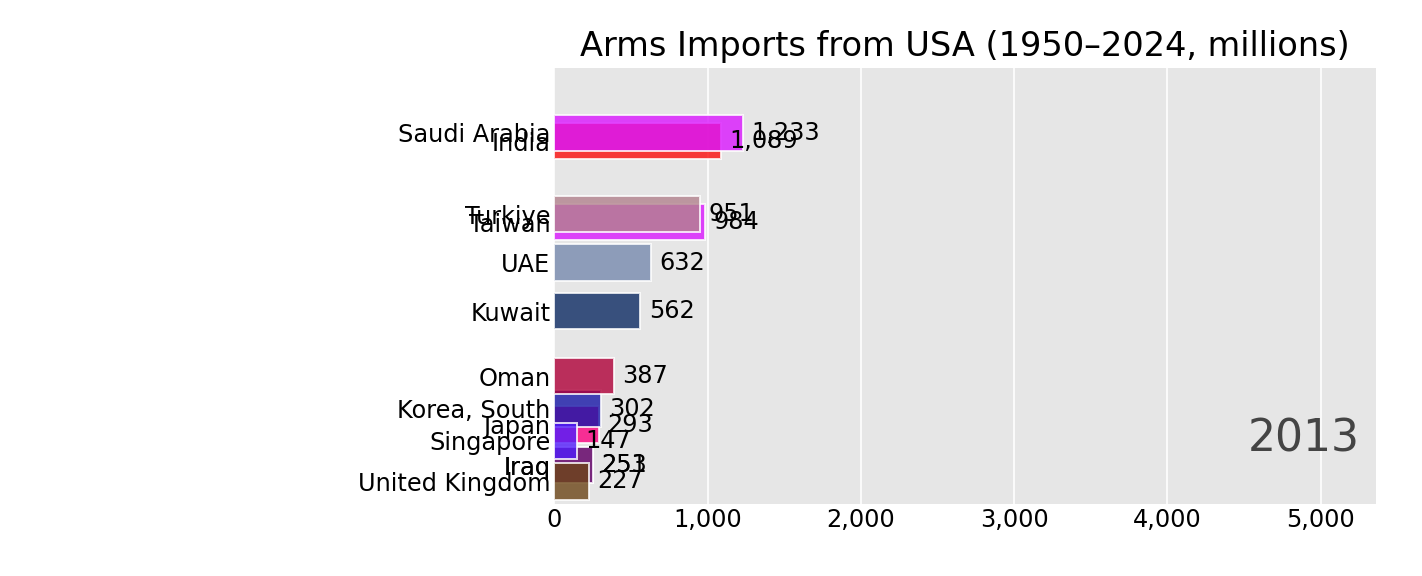 Arms Imports from USA (1950–2024, millions)
Saudi Arabia 1,233
India 1,089
Turkiye 951
Taiwan 984
UAE 632
Kuwait 562
Oman 387
Korea, South 302
Japan 293
Singapore 147
Iraq 251
United Kingdom 227
2013
0 1,000 2,000 3,000 4,000 5,000